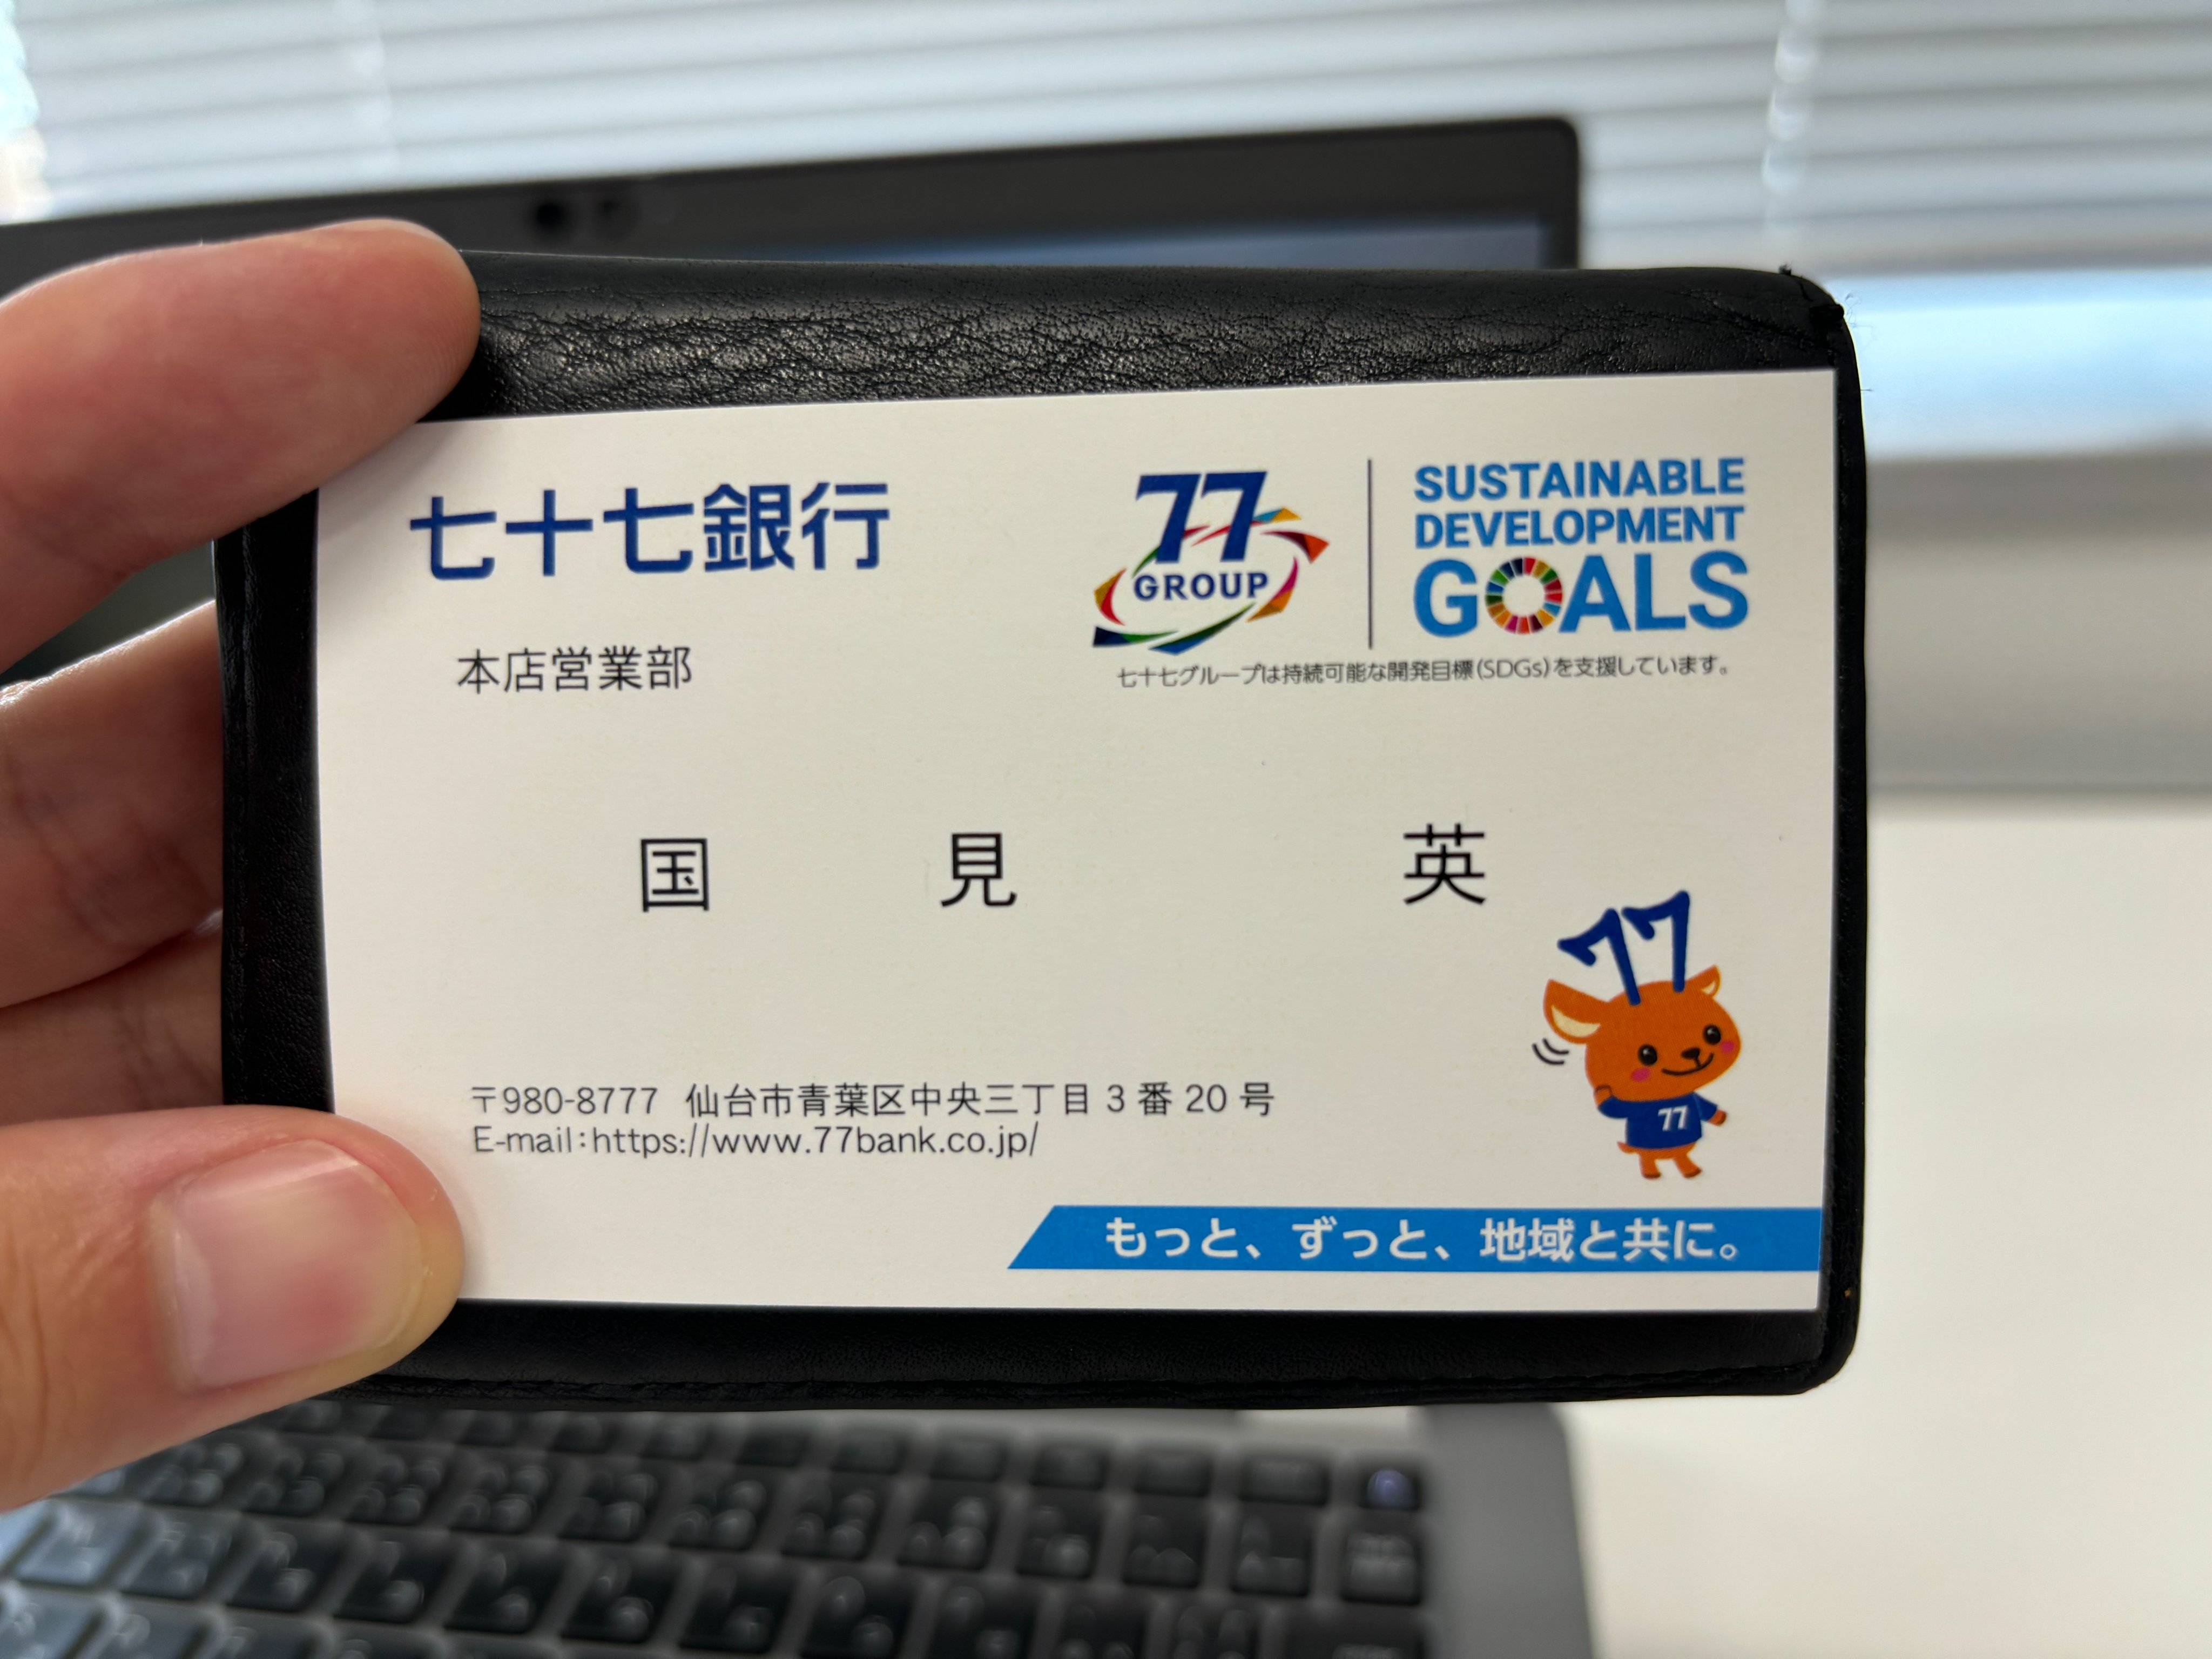 七十七銀行
77
GROUP
SUSTAINABLE
DEVELOPMENT
GOALS
七十七グループは持続可能な開発目標(SDGs)を支援しています。
本店営業部
国見 英
77
77
〒980-8777 仙台市青葉区中央三丁目3番20号
E-mail:https://www.77bank.co.jp/
もっと、ずっと、地域と共に。